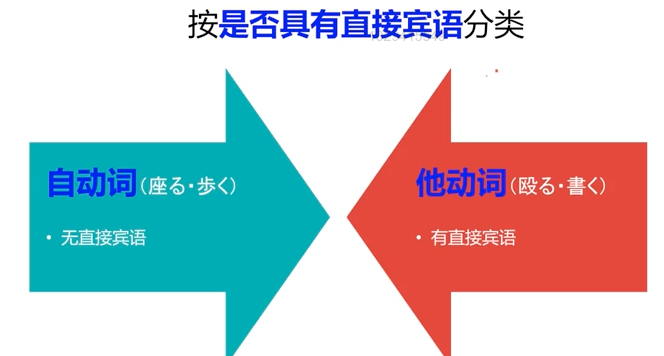 按是否具有直接宾语分类
自动词(座る・歩く)
• 无直接宾语
他动词(殴る・書く)
• 有直接宾语